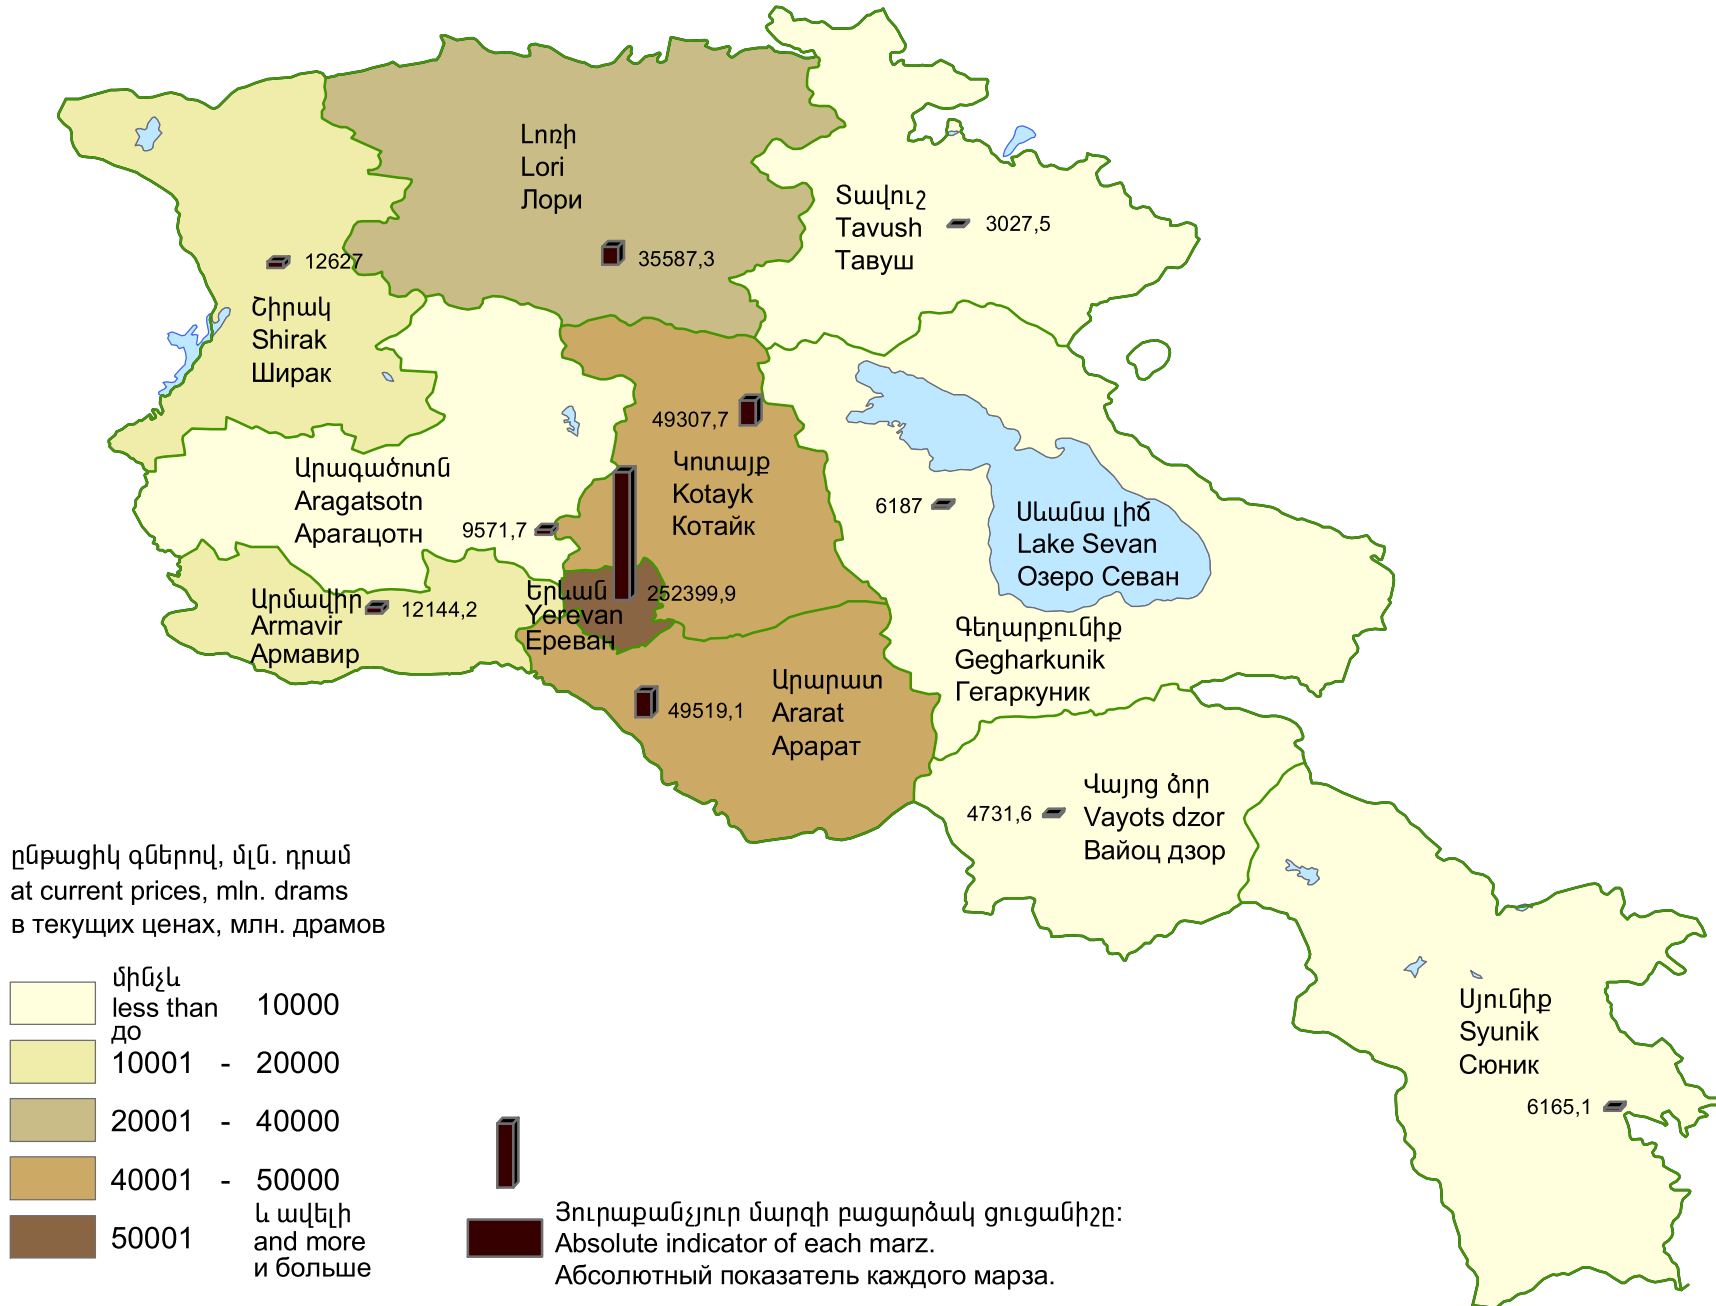 Լոռի
Lori
Лори
35587,3
Տավուշ
Tavush
Тавуш
3027,5
12627
Շիրակ
Shirak
Ширак
49307,7
Կոտայք
Kotayk
Котайк
Արագածոտն
Aragatsotn
Арагацотн
9571,7
6187
Սևանա լիճ
Lake Sevan
Озеро Севан
Արմավիր
Armavir
Армавир
12144,2
Երևան
Yerevan
Ереван
252399,9
Գեղարքունիք
Gegharkunik
Гегаркуник
Արարատ
Ararat
Арарат
49519,1
4731,6
Վայոց ձոր
Vayots dzor
Вайоц дзор
Սյունիք
Syunik
Сюник
6165,1
ընթացիկ գներով, մլն. դրամ
at current prices, mln. drams
в текущих ценах, млн. драмов
մինչև
less than 10000
до
10001 - 20000
20001 - 40000
40001 - 50000
50001
և ավելի
and more
и больше
Յուրաքանչյուր մարզի բացարձակ ցուցանիշը:
Absolute indicator of each marz.
Абсолютный показатель каждого марза.